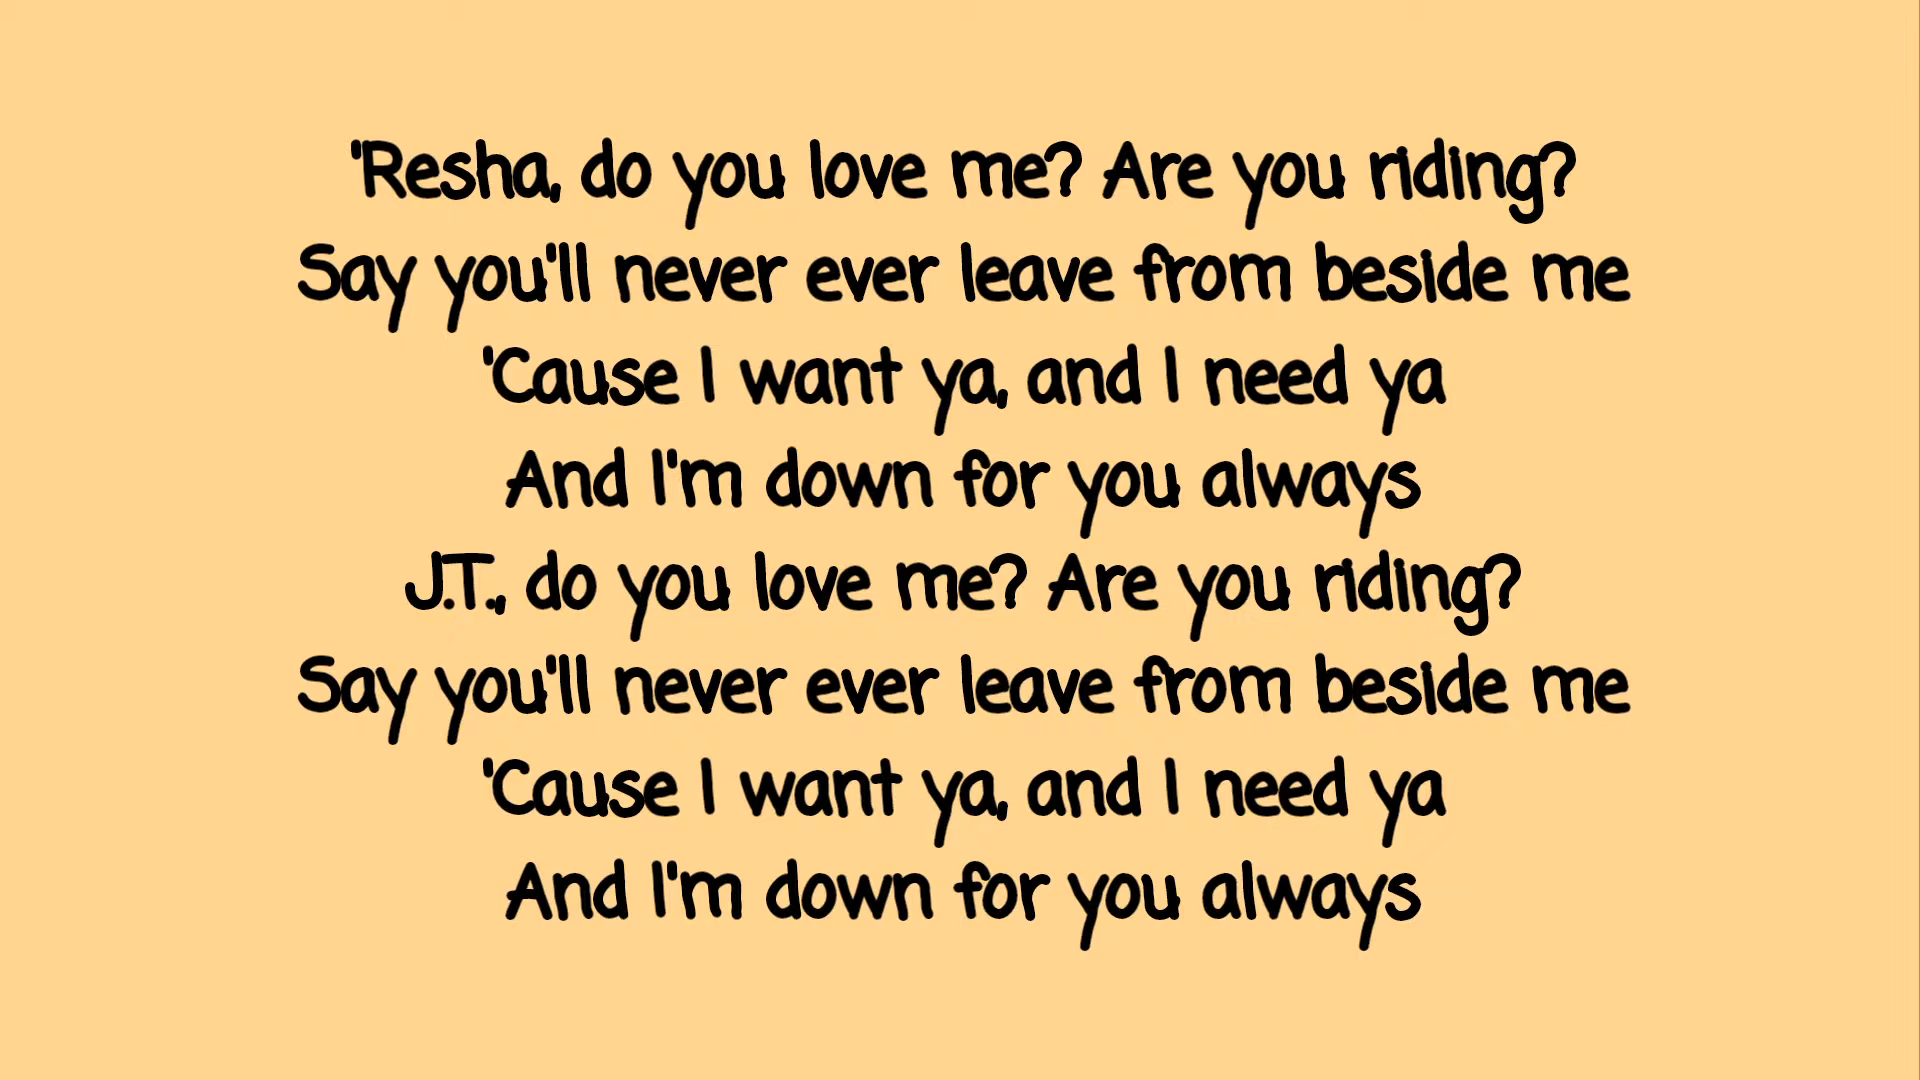 'Resha, do you love me? Are you riding?
Say you'll never ever leave from beside me
'Cause I want ya, and I need ya
And I'm down for you always
J.T., do you love me? Are you riding?
Say you'll never ever leave from beside me
'Cause I want ya, and I need ya
And I'm down for you always